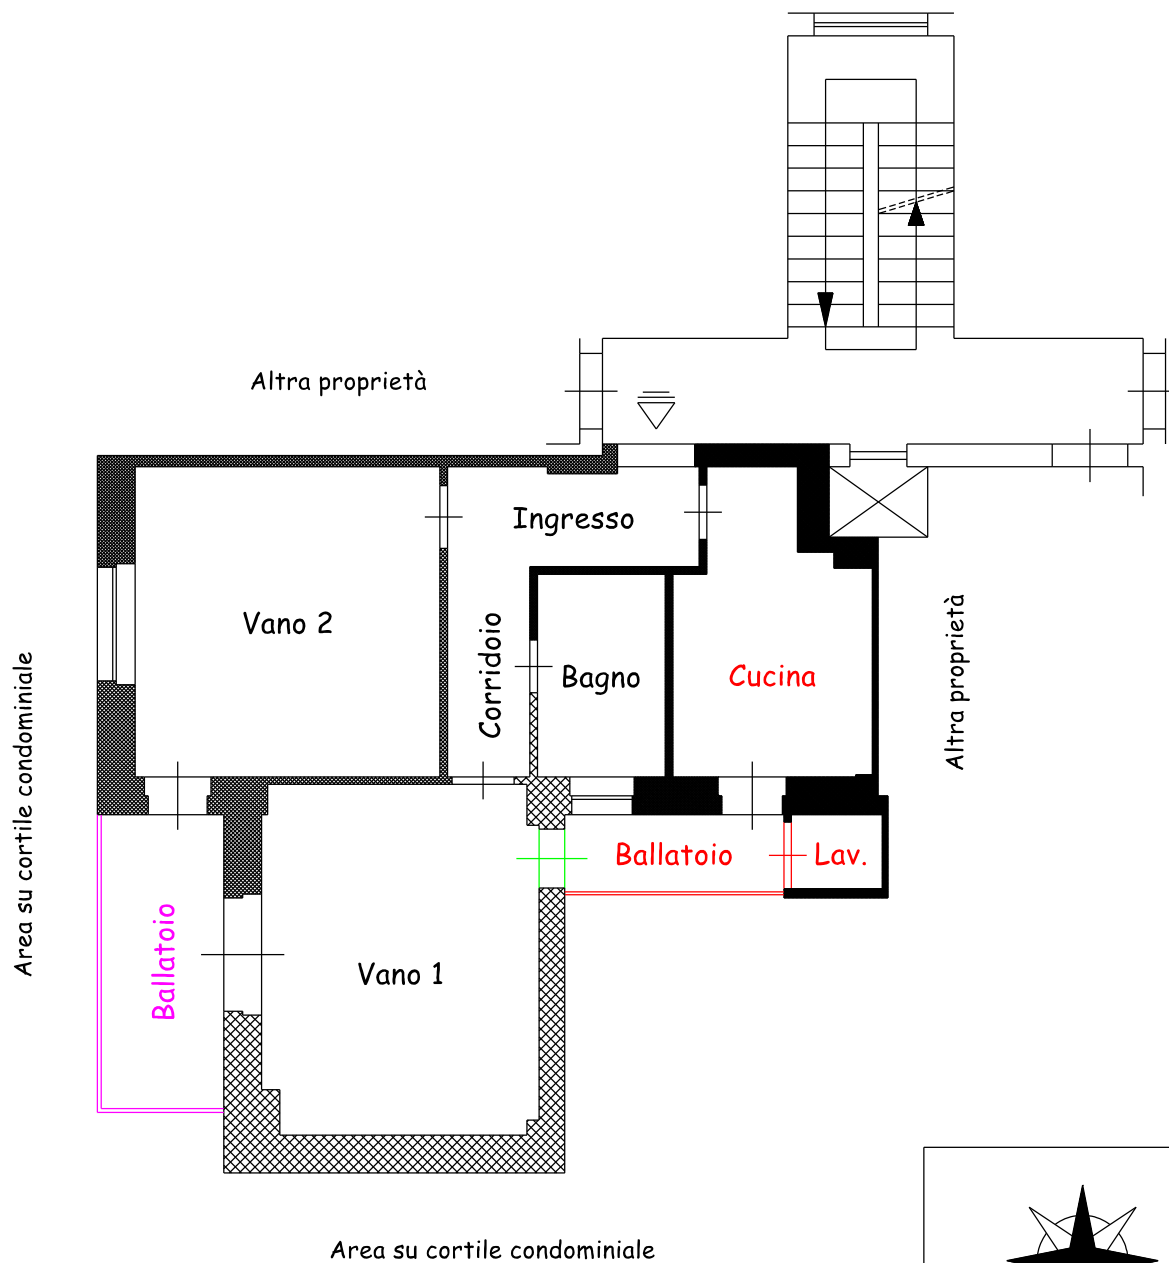 Altra proprietà
Ingresso
Vano 2
Corridoio
Bagno
Cucina
Altra proprietà
Area su cortile condominiale
Ballatoio
Lav.
Ballatoio
Vano 1
Area su cortile condominiale